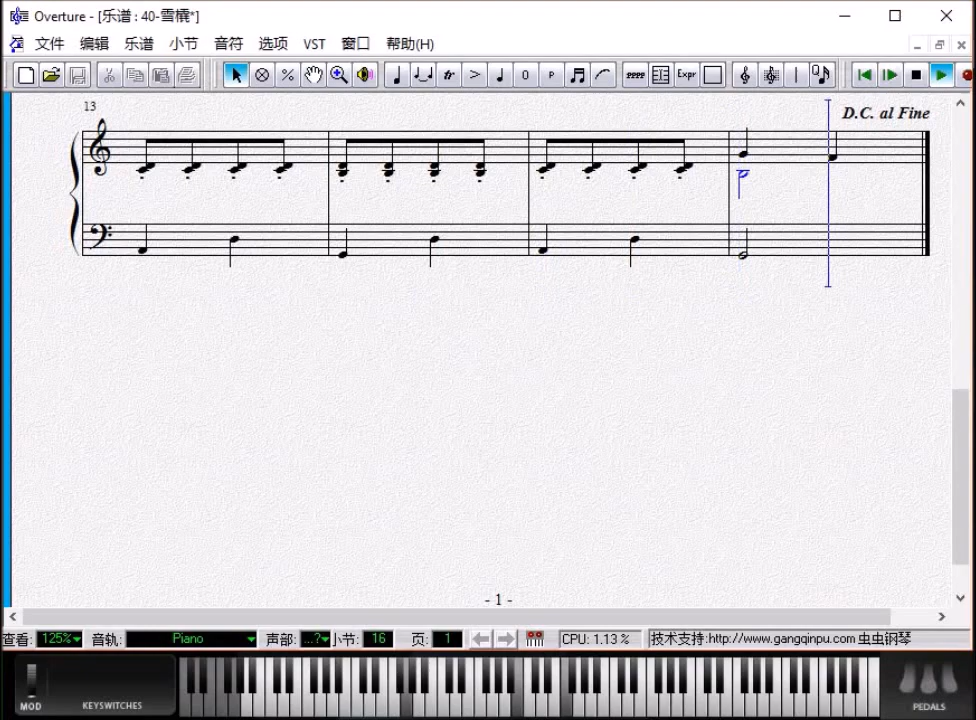 Overture - [乐谱 : 40-雪橇*]
文件 编辑 乐谱 小节 音符 选项 VST 窗口 帮助(H)
% tr > 0 P pppp Expr
13
D.C. al Fine
- 1 -
查看: 125% 音轨: Piano 声部: ...? 小节: 16 页: 1 CPU: 1.13 % 技术支持:http://www.gangqinpu.com 虫虫钢琴
MOD KEYSWITCHES PEDALS